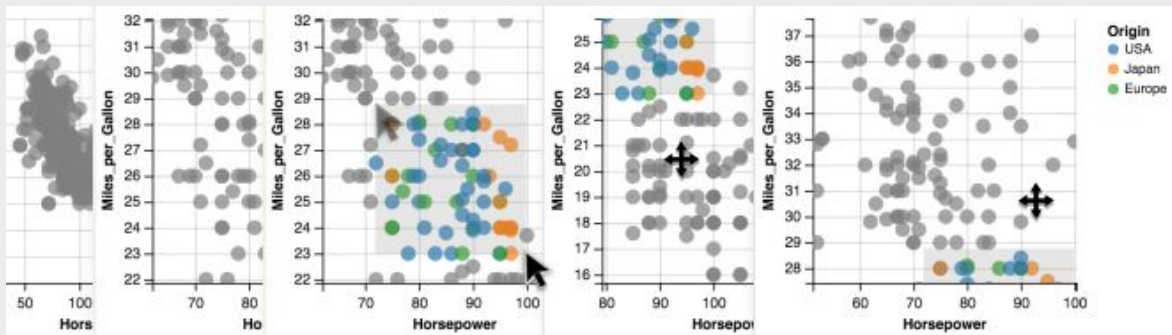 50 100
Hors
Miles_per_Gallon
32
31
30
29
28
27
26
25
24
23
22
70 80
Ho
Miles_per_Gallon
32
31
30
29
28
27
26
25
24
23
22
70 80 90 100
Horsepower
Miles_per_Gallon
25
24
23
22
21
20
19
18
17
16
80 90 100
Horsepo
Miles_per_Gallon
37
36
35
34
33
32
31
30
29
28
60 70 80 90 100
Horsepower
Origin
USA
Japan
Europe